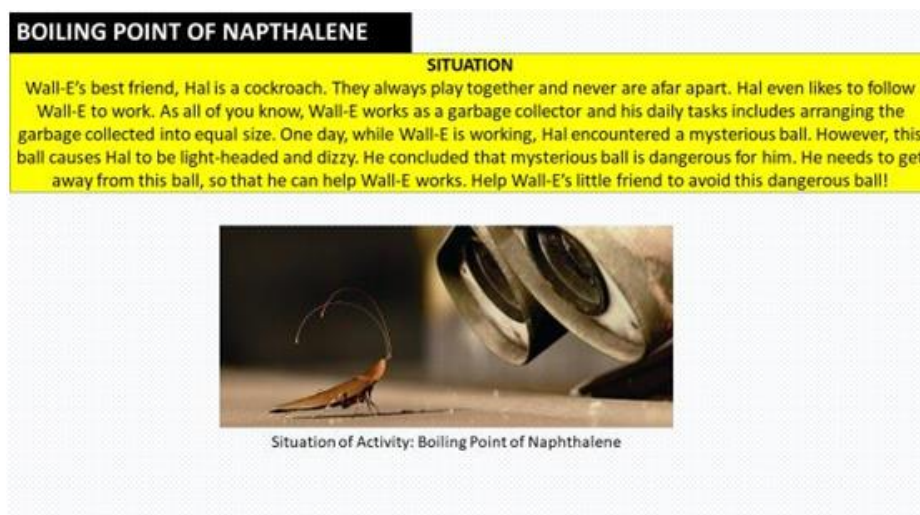 BOILING POINT OF NAPTHALENE
SITUATION
Wall-E's best friend, Hal is a cockroach. They always play together and never are afar apart. Hal even likes to follow
Wall-E to work. As all of you know, Wall-E works as a garbage collector and his daily tasks includes arranging the
garbage collected into equal size. One day, while Wall-E is working, Hal encountered a mysterious ball. However, this
ball causes Hal to be light-headed and dizzy. He concluded that mysterious ball is dangerous for him. He needs to get
away from this ball, so that he can help Wall-E works. Help Wall-E's little friend to avoid this dangerous ball!
Situation of Activity: Boiling Point of Naphthalene